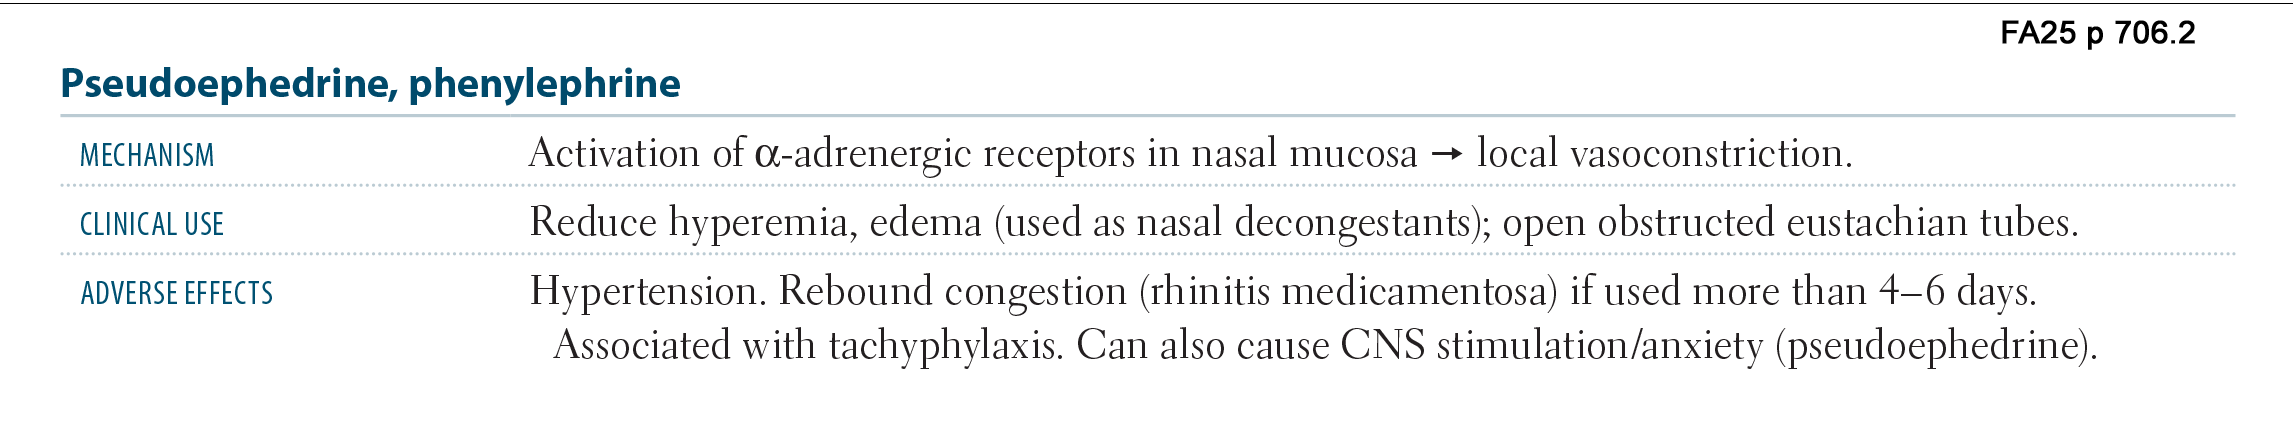 FA25 p 706.2
Pseudoephedrine, phenylephrine
MECHANISM Activation of α-adrenergic receptors in nasal mucosa → local vasoconstriction.
CLINICAL USE Reduce hyperemia, edema (used as nasal decongestants); open obstructed eustachian tubes.
ADVERSE EFFECTS Hypertension. Rebound congestion (rhinitis medicamentosa) if used more than 4–6 days.
Associated with tachyphylaxis. Can also cause CNS stimulation/anxiety (pseudoephedrine).